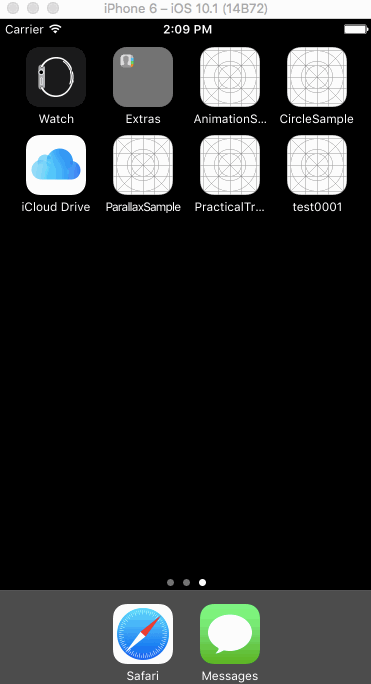 iPhone 6 – iOS 10.1 (14B72)
Carrier 2:09 PM
Watch Extras AnimationS... CircleSample
iCloud Drive ParallaxSample PracticalTr... test0001
Safari Messages